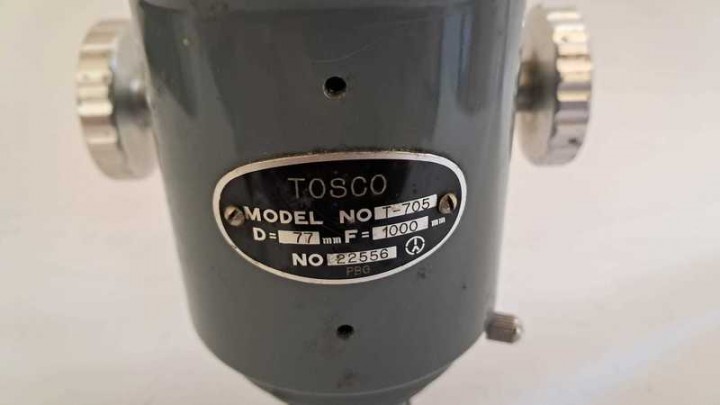 TOSCO
MODEL NO T-705
D= 77 mm F= 1000 mm
NO 22556
PBG